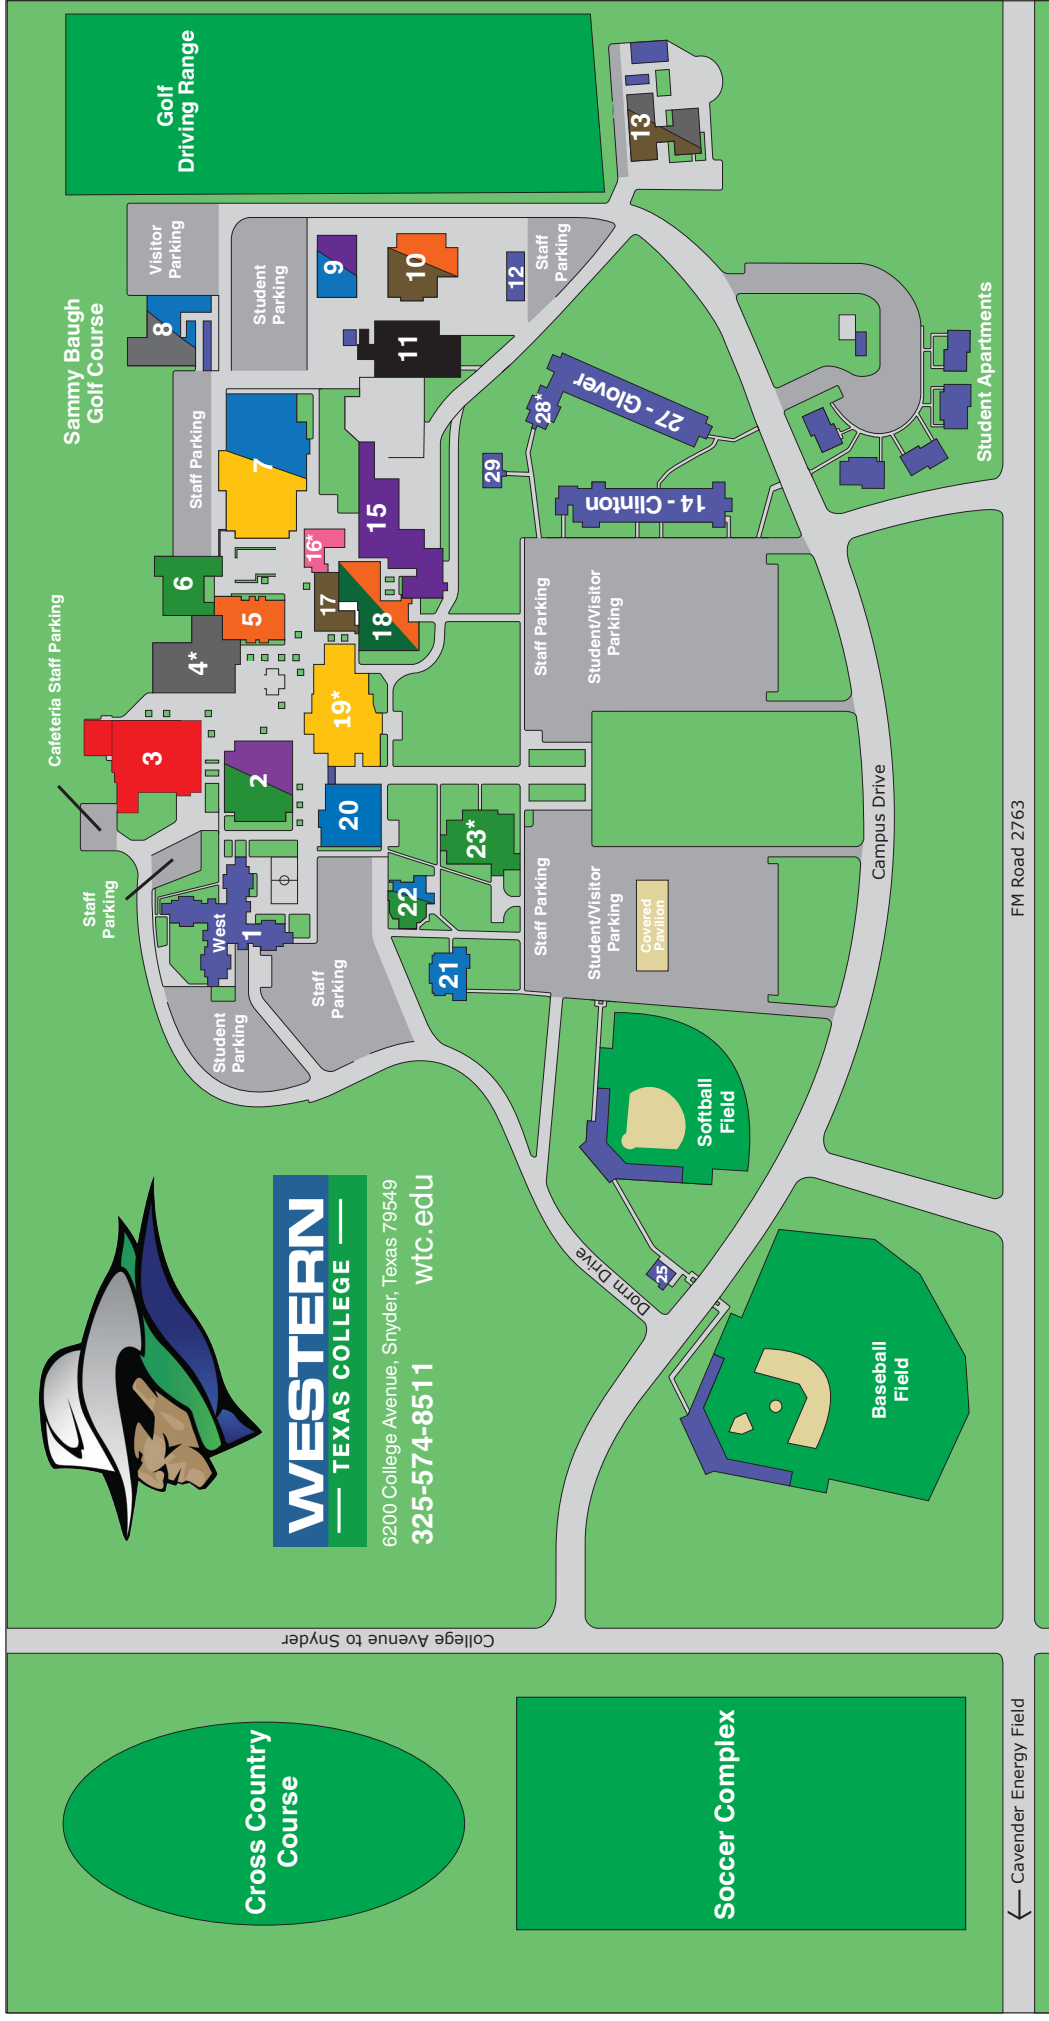 Cross Country
Course
Soccer Complex
← Cavender Energy Field
College Avenue to Snyder
WESTERN
TEXAS COLLEGE
6200 College Avenue, Snyder, Texas 79549
325-574-8511
wtc.edu
Baseball
Field
Dorm Drive
25
Softball
Field
Student
Parking
Staff
Parking
West
1
Staff
Parking
Cafeteria Staff Parking
3
2
20
21
22
23*
Staff Parking
Student/Visitor
Parking
Covered
Pavilion
Campus Drive
FM Road 2763
4*
5
6
19*
17
18
16*
15
Staff Parking
Student/Visitor
Parking
Sammy Baugh
Golf Course
Staff Parking
7
8
Visitor
Parking
Student
Parking
9
10
11
12
Staff
Parking
14 - Clinton
29
28*
27 - Glover
Student Apartments
Golf
Driving Range
13